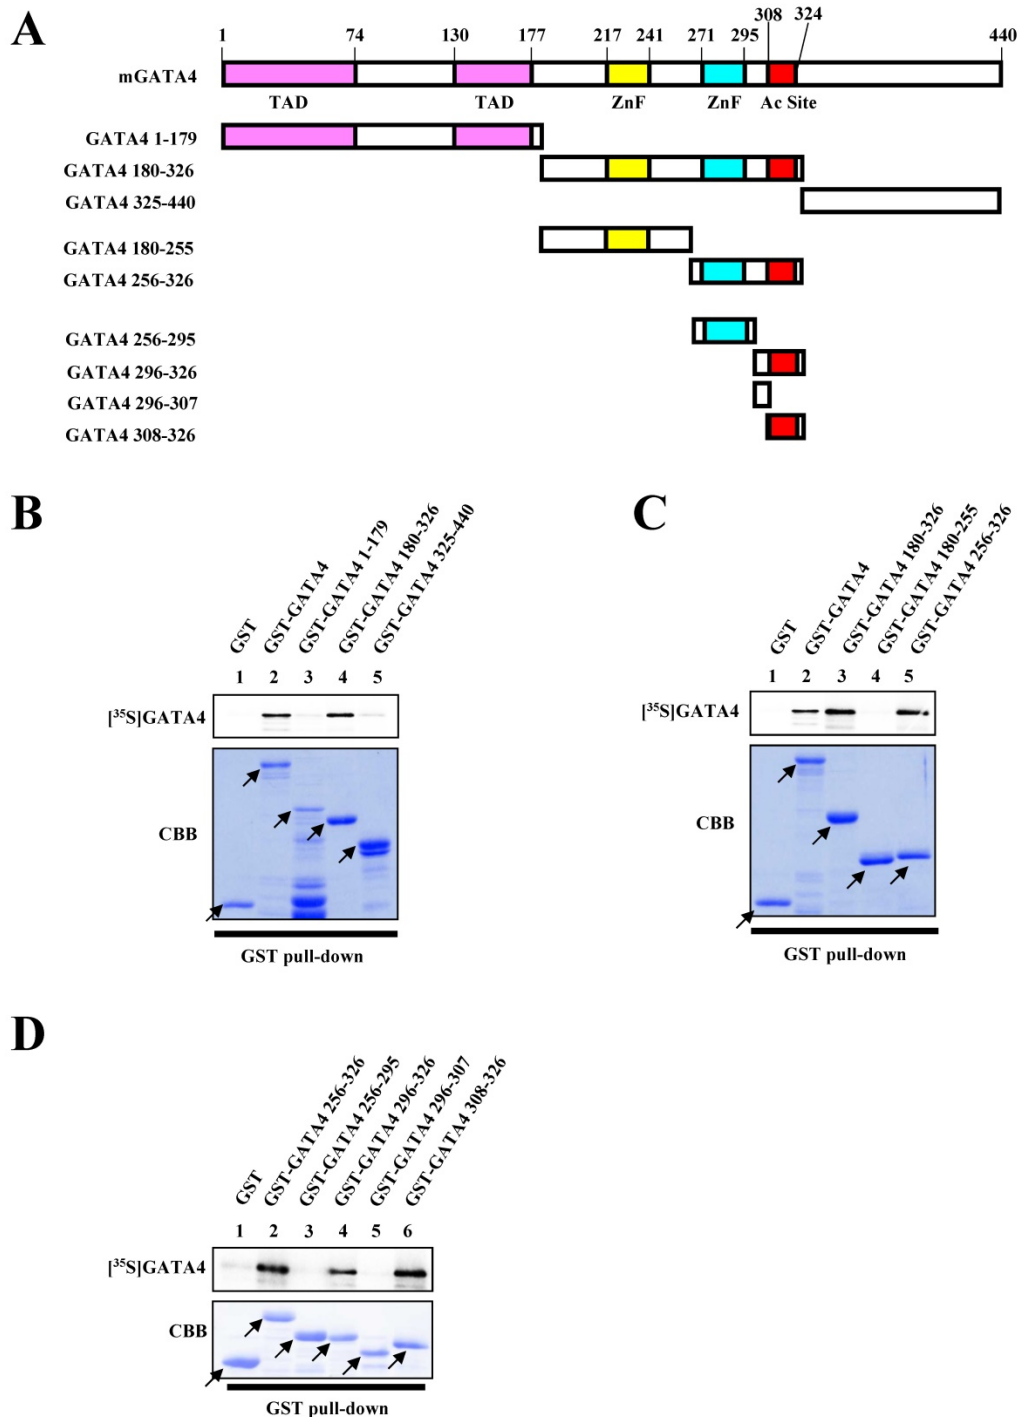 A
1 74 130 177 217 241 271 295 308 324 440
mGATA4
TAD TAD ZnF ZnF Ac Site
GATA4 1-179
GATA4 180-326
GATA4 325-440
GATA4 180-255
GATA4 256-326
GATA4 256-295
GATA4 296-326
GATA4 296-307
GATA4 308-326
B
GST
GST-GATA4
GST-GATA4 1-179
GST-GATA4 180-326
GST-GATA4 325-440
1 2 3 4 5
[³⁵S]GATA4
CBB
GST pull-down
C
GST
GST-GATA4
GST-GATA4 180-326
GST-GATA4 180-255
GST-GATA4 256-326
1 2 3 4 5
[³⁵S]GATA4
CBB
GST pull-down
D
GST
GST-GATA4 256-326
GST-GATA4 256-295
GST-GATA4 296-326
GST-GATA4 296-307
GST-GATA4 308-326
1 2 3 4 5 6
[³⁵S]GATA4
CBB
GST pull-down